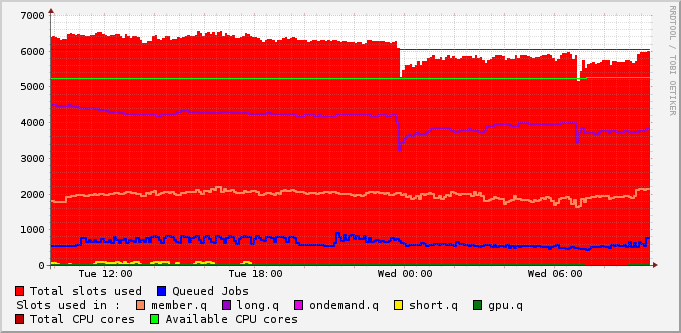 7000
6000
5000
4000
3000
2000
1000
0
Tue 12:00 Tue 18:00 Wed 00:00 Wed 06:00
Total slots used Queued Jobs
Slots used in : member.q long.q ondemand.q short.q gpu.q
Total CPU cores Available CPU cores
RRDTOOL / TOBI OETIKER